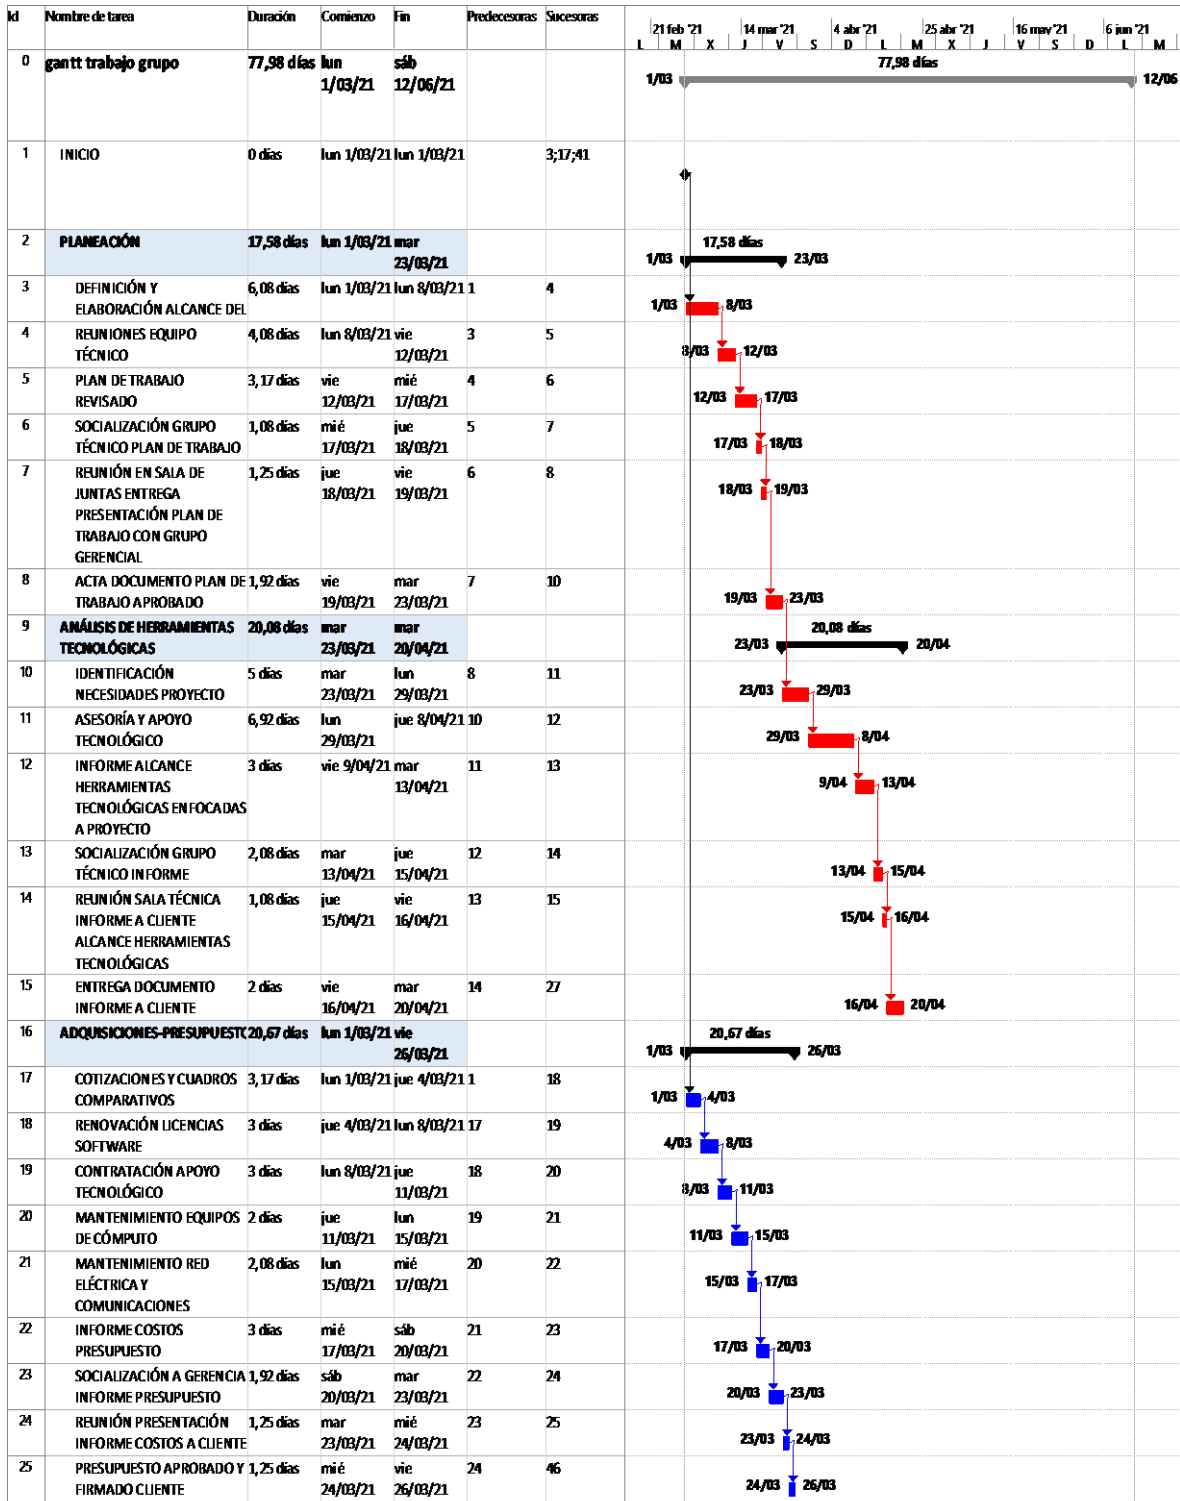 Id Nombre de tarea Duración Comienzo Fin Predecesoras Sucesoras
21 feb '21 14 mar '21 4 abr '21 25 abr '21 16 may '21 6 jun '21
L M X J V S D L M X J V S D L M
0 gantt trabajo grupo 77,98 días lun sáb
1/03/21 12/06/21
77,98 días
1/03 12/06
1 INICIO 0 días lun 1/03/21 lun 1/03/21 3;17;41
2 PLANEACIÓN 17,58 días lun 1/03/21 mar
23/03/21
17,58 días
1/03 23/03
3 DEFINICIÓN Y 6,08 días lun 1/03/21 lun 8/03/21 1 4
ELABORACIÓN ALCANCE DEL
1/03 8/03
4 REUNIONES EQUIPO 4,08 días lun 8/03/21 vie 3 5
TÉCNICO 12/03/21
8/03 12/03
5 PLAN DE TRABAJO 3,17 días vie mié 4 6
REVISADO 12/03/21 17/03/21
12/03 17/03
6 SOCIALIZACIÓN GRUPO 1,08 días mié jue 5 7
TÉCNICO PLAN DE TRABAJO 17/03/21 18/03/21
17/03 18/03
7 REUNIÓN EN SALA DE 1,25 días jue vie 6 8
JUNTAS ENTREGA 18/03/21 19/03/21
PRESENTACIÓN PLAN DE
TRABAJO CON GRUPO
GERENCIAL
18/03 19/03
8 ACTA DOCUMENTO PLAN DE 1,92 días vie mar 7 10
TRABAJO APROBADO 19/03/21 23/03/21
19/03 23/03
9 ANÁLISIS DE HERRAMIENTAS 20,08 días mar mar
TECNOLÓGICAS 23/03/21 20/04/21
20,08 días
23/03 20/04
10 IDENTIFICACIÓN 5 días mar lun 8 11
NECESIDADES PROYECTO 23/03/21 29/03/21
23/03 29/03
11 ASESORÍA Y APOYO 6,92 días lun jue 8/04/21 10 12
TECNOLÓGICO 29/03/21
29/03 8/04
12 INFORME ALCANCE 3 días vie 9/04/21 mar 11 13
HERRAMIENTAS 13/04/21
TECNOLÓGICAS ENFOCADAS
A PROYECTO
9/04 13/04
13 SOCIALIZACIÓN GRUPO 2,08 días mar jue 12 14
TÉCNICO INFORME 13/04/21 15/04/21
13/04 15/04
14 REUNIÓN SALA TÉCNICA 1,08 días jue vie 13 15
INFORME A CLIENTE 15/04/21 16/04/21
ALCANCE HERRAMIENTAS
TECNOLÓGICAS
15/04 16/04
15 ENTREGA DOCUMENTO 2 días vie mar 14 27
INFORME A CLIENTE 16/04/21 20/04/21
16/04 20/04
16 ADQUISICIONES-PRESUPUESTO 20,67 días lun 1/03/21 vie
26/03/21
20,67 días
1/03 26/03
17 COTIZACIONES Y CUADROS 3,17 días lun 1/03/21 jue 4/03/21 1 18
COMPARATIVOS
1/03 4/03
18 RENOVACIÓN LICENCIAS 3 días jue 4/03/21 lun 8/03/21 17 19
SOFTWARE
4/03 8/03
19 CONTRATACIÓN APOYO 3 días lun 8/03/21 jue 18 20
TECNOLÓGICO 11/03/21
8/03 11/03
20 MANTENIMIENTO EQUIPOS 2 días jue lun 19 21
DE CÓMPUTO 11/03/21 15/03/21
11/03 15/03
21 MANTENIMIENTO RED 2,08 días lun mié 20 22
ELÉCTRICA Y 15/03/21 17/03/21
COMUNICACIONES
15/03 17/03
22 INFORME COSTOS 3 días mié sáb 21 23
PRESUPUESTO 17/03/21 20/03/21
17/03 20/03
23 SOCIALIZACIÓN A GERENCIA 1,92 días sáb mar 22 24
INFORME PRESUPUESTO 20/03/21 23/03/21
20/03 23/03
24 REUNIÓN PRESENTACIÓN 1,25 días mar mié 23 25
INFORME COSTOS A CLIENTE 23/03/21 24/03/21
23/03 24/03
25 PRESUPUESTO APROBADO Y 1,25 días mié vie 24 46
FIRMADO CLIENTE 24/03/21 26/03/21
24/03 26/03